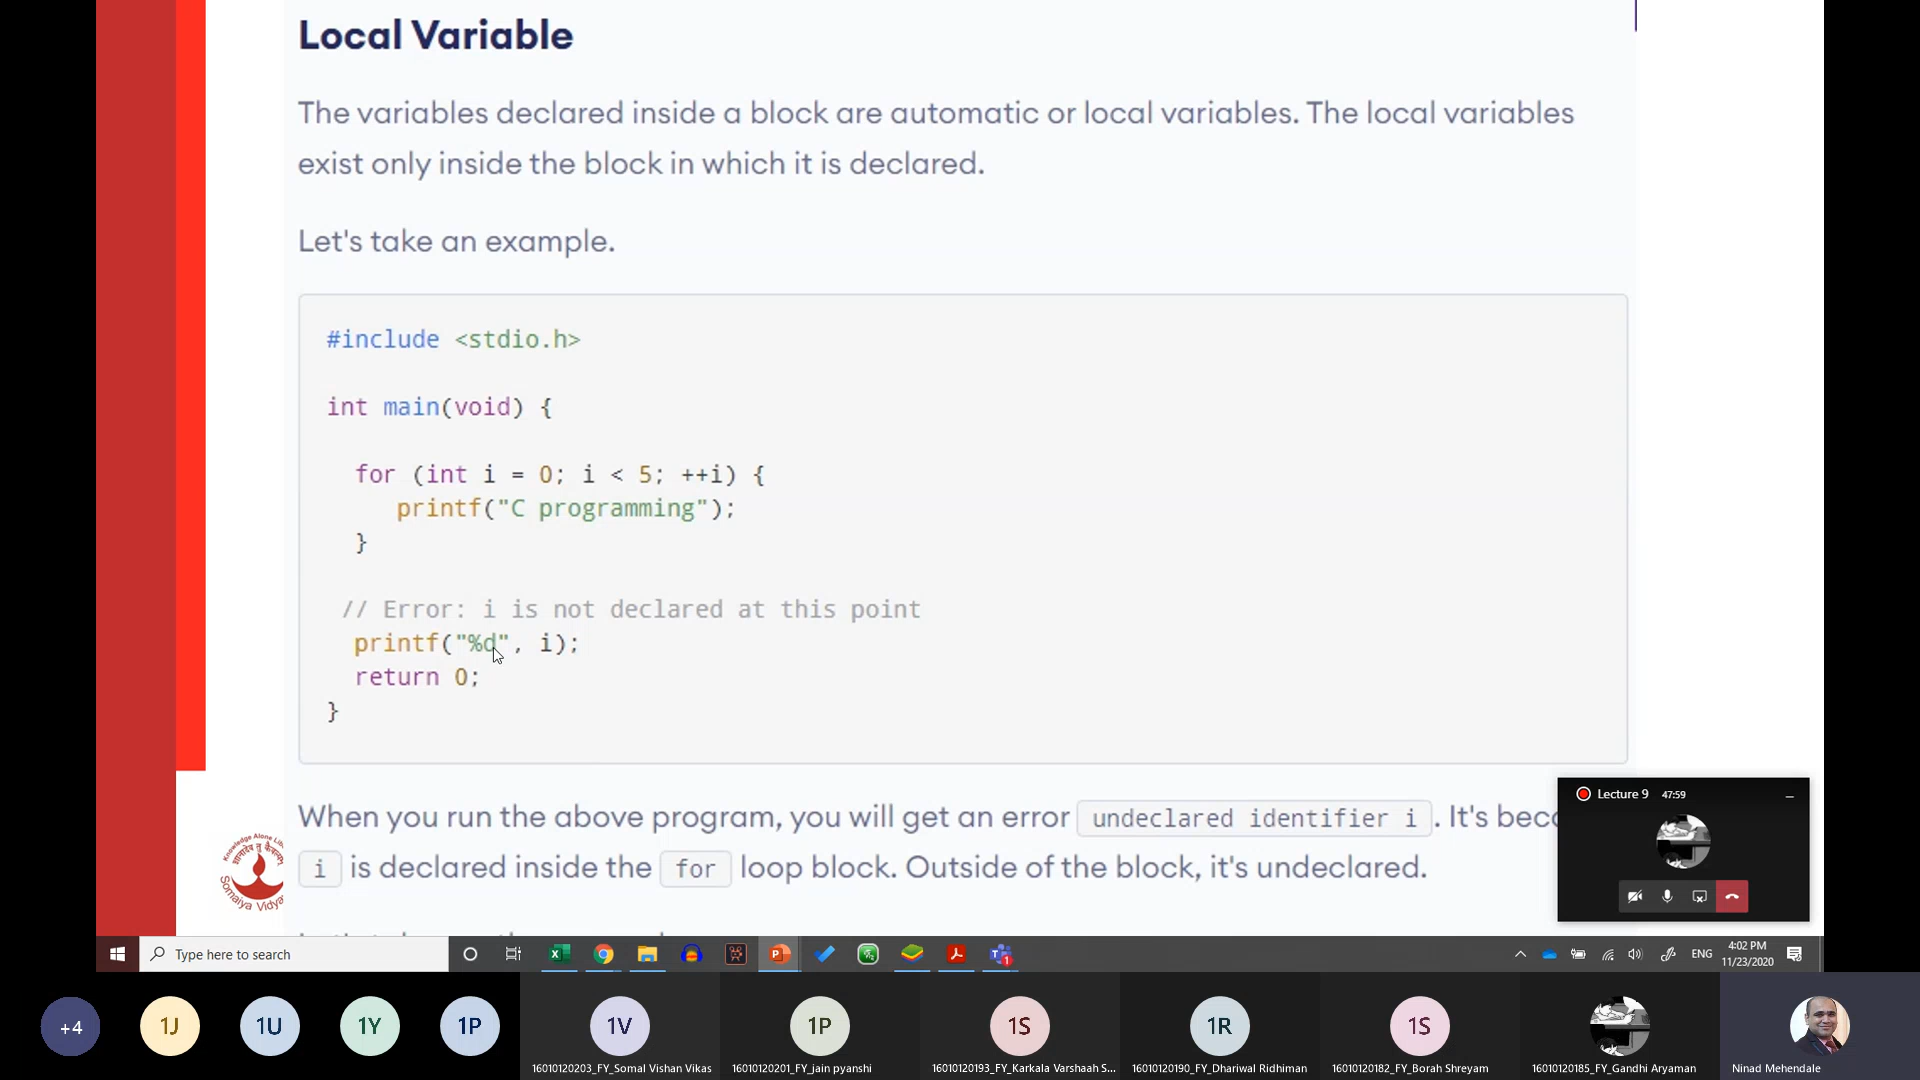 Local Variable
The variables declared inside a block are automatic or local variables. The local variables
exist only inside the block in which it is declared.
Let's take an example.
#include <stdio.h>
int main(void) {
for (int i = 0; i < 5; ++i) {
printf("C programming");
}
// Error: i is not declared at this point
printf("%d", i);
return 0;
}
When you run the above program, you will get an error undeclared identifier i . It's beca
i is declared inside the for loop block. Outside of the block, it's undeclared.
Lecture 9 47:59
Somaiya Vidya
Type here to search
ENG
4:02 PM
11/23/2020
+4
1J
1U
1Y
1P
1V
1P
1S
1R
1S
16010120203_FY_Somal Vishan Vikas
16010120201_FY_jain pyanshi
16010120193_FY_Karkala Varshaah S...
16010120190_FY_Dhariwal Ridhiman
16010120182_FY_Borah Shreyam
16010120185_FY_Gandhi Aryaman
Ninad Mehendale